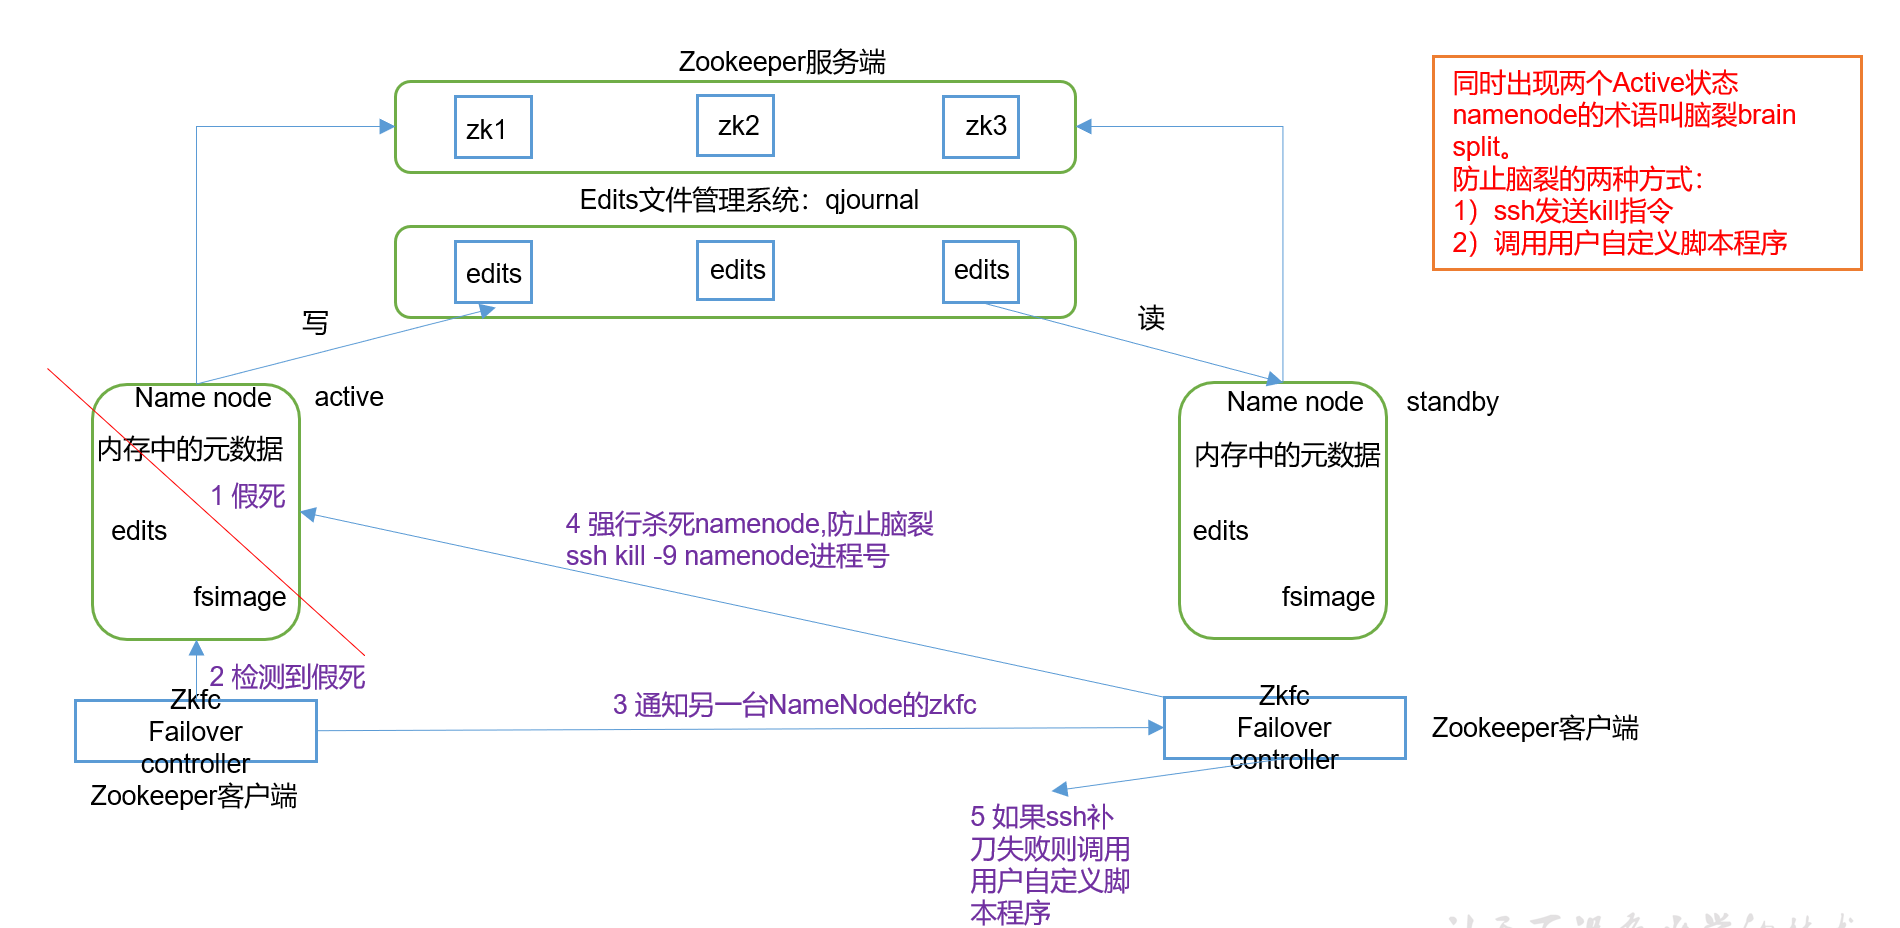 Zookeeper服务端
zk1
zk2
zk3
Edits文件管理系统：qjournal
edits
edits
edits
同时出现两个Active状态
namenode的术语叫脑裂brain
split。
防止脑裂的两种方式：
1）ssh发送kill指令
2）调用用户自定义脚本程序
写
读
Name node
active
内存中的元数据
1 假死
edits
fsimage
Name node
standby
内存中的元数据
edits
fsimage
4 强行杀死namenode,防止脑裂
ssh kill -9 namenode进程号
2 检测到假死
Zkfc
Failover
controller
Zookeeper客户端
3 通知另一台NameNode的zkfc
Zkfc
Failover
controller
Zookeeper客户端
5 如果ssh补
刀失败则调用
用户自定义脚
本程序